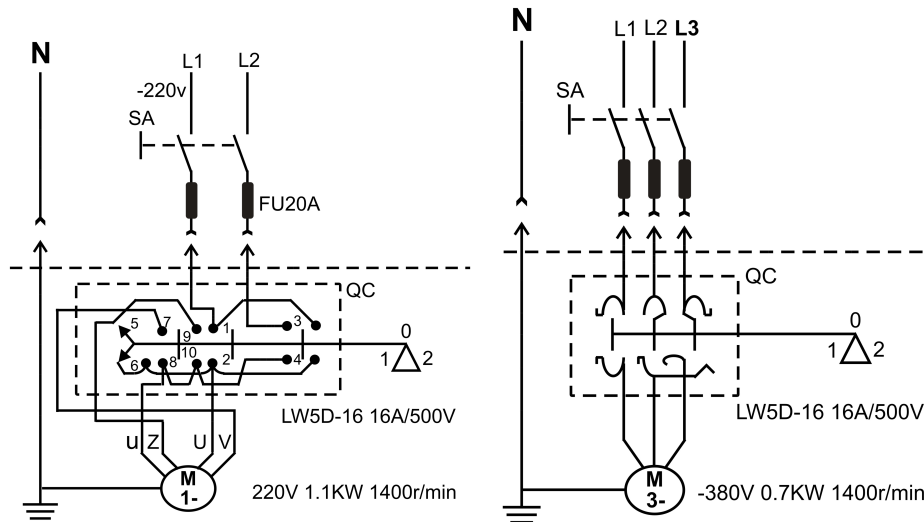 N
L1 L2
-220v
SA
FU20A
QC
5 7 9 1 3
6 8 10 2 4
0
1 2
LW5D-16 16A/500V
u Z U V
M
1-
220V 1.1KW 1400r/min
N
L1 L2 L3
SA
QC
0
1 2
LW5D-16 16A/500V
M
3-
-380V 0.7KW 1400r/min